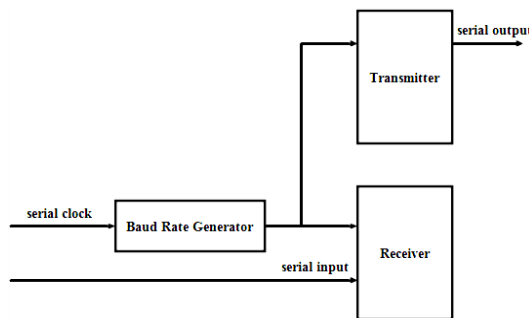 serial output
Transmitter
serial clock
Baud Rate Generator
serial input
Receiver